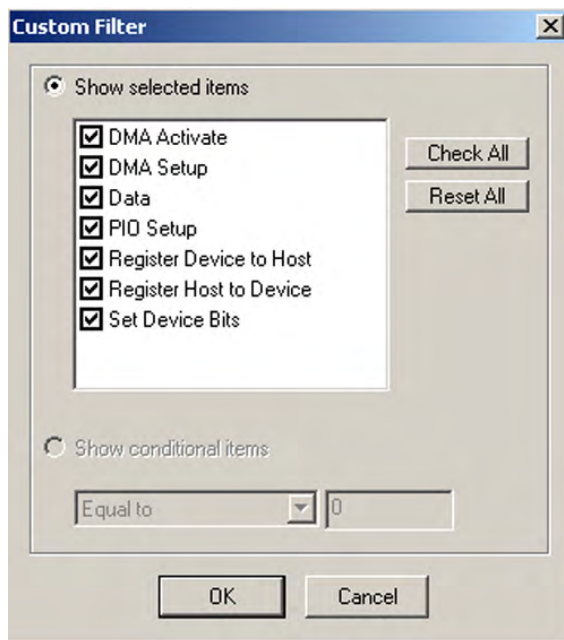 Custom Filter
Show selected items
DMA Activate
DMA Setup
Data
PIO Setup
Register Device to Host
Register Host to Device
Set Device Bits
Check All
Reset All
Show conditional items
Equal to
0
OK
Cancel